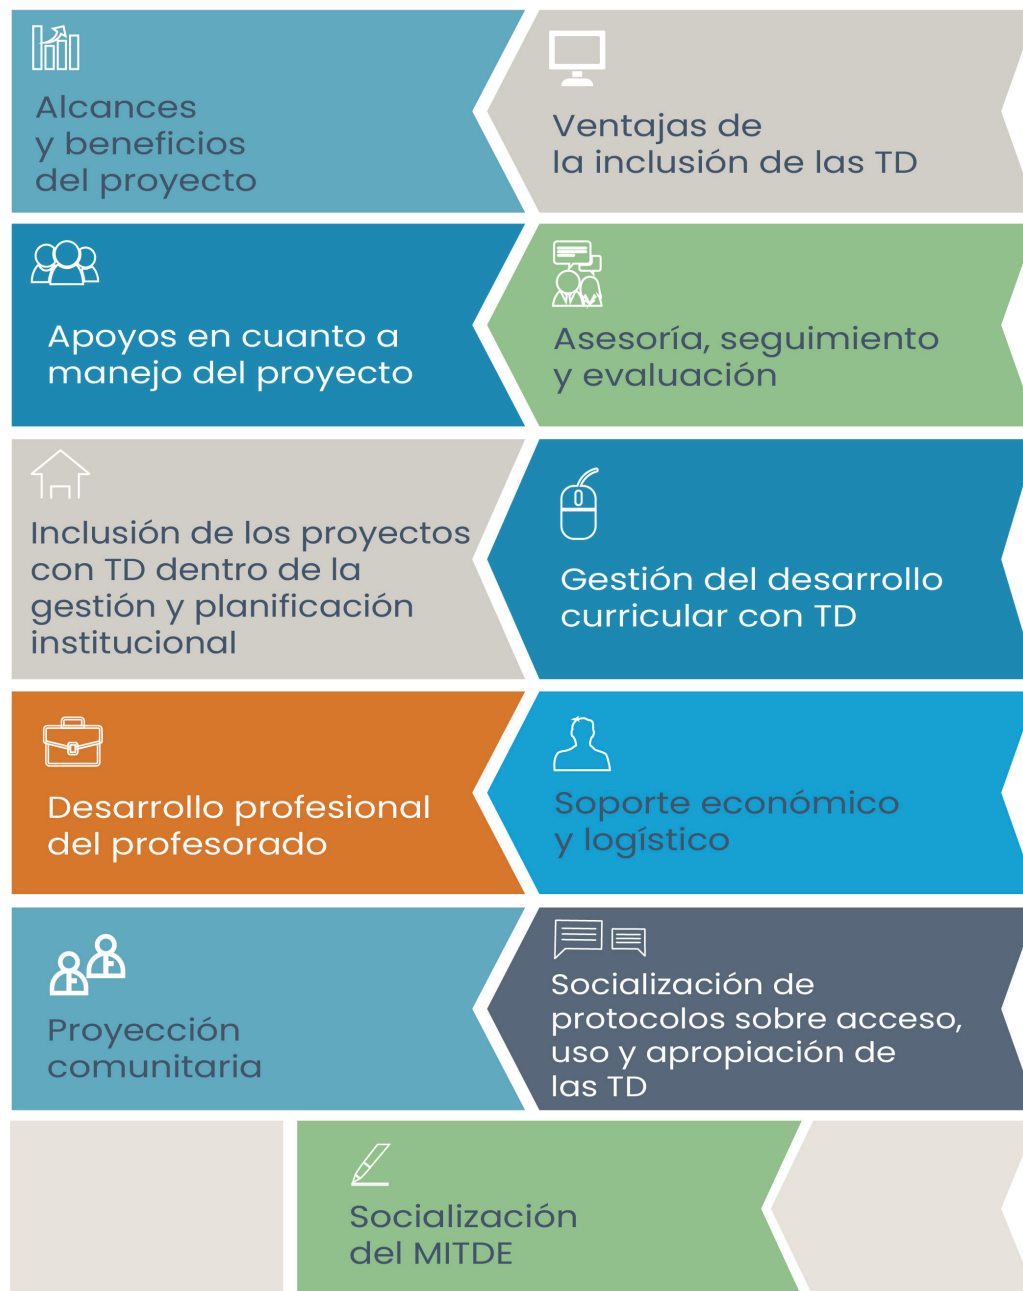 Alcances
y beneficios
del proyecto
Ventajas de
la inclusión de las TD
Apoyos en cuanto a
manejo del proyecto
Asesoría, seguimiento
y evaluación
Inclusión de los proyectos
con TD dentro de la
gestión y planificación
institucional
Gestión del desarrollo
curricular con TD
Desarrollo profesional
del profesorado
Soporte económico
y logístico
Proyección
comunitaria
Socialización de
protocolos sobre acceso,
uso y apropiación de
las TD
Socialización
del MITDE